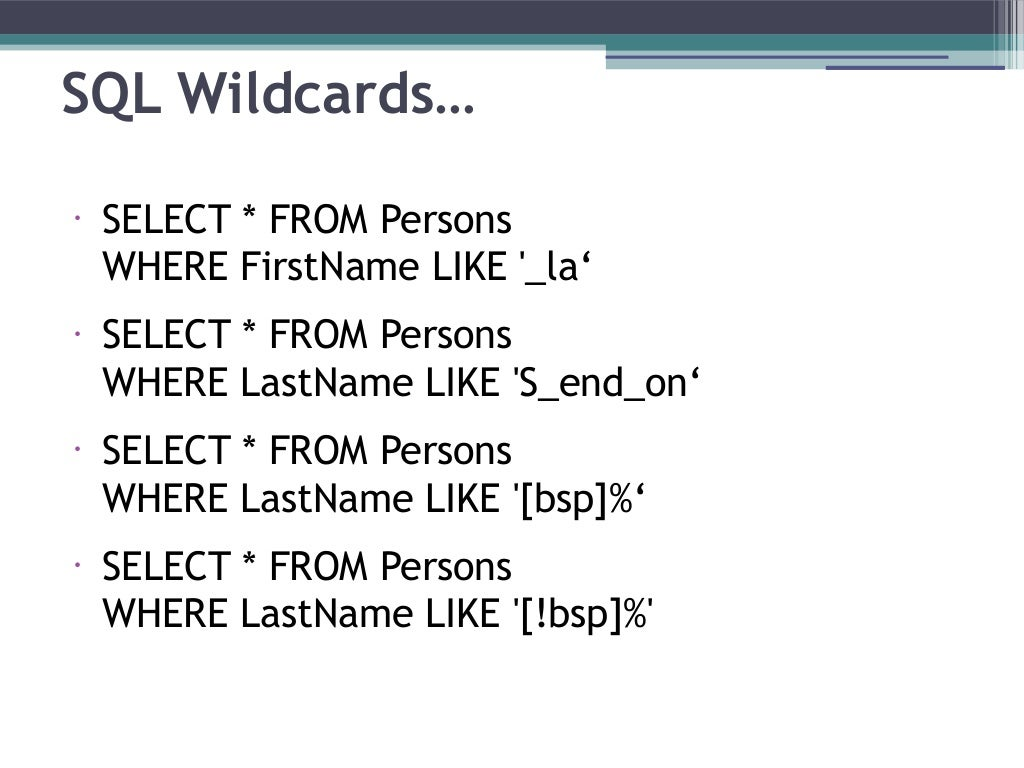 SQL Wildcards…
· SELECT * FROM Persons
WHERE FirstName LIKE '_la‘
· SELECT * FROM Persons
WHERE LastName LIKE 'S_end_on‘
· SELECT * FROM Persons
WHERE LastName LIKE '[bsp]%‘
· SELECT * FROM Persons
WHERE LastName LIKE '[!bsp]%'